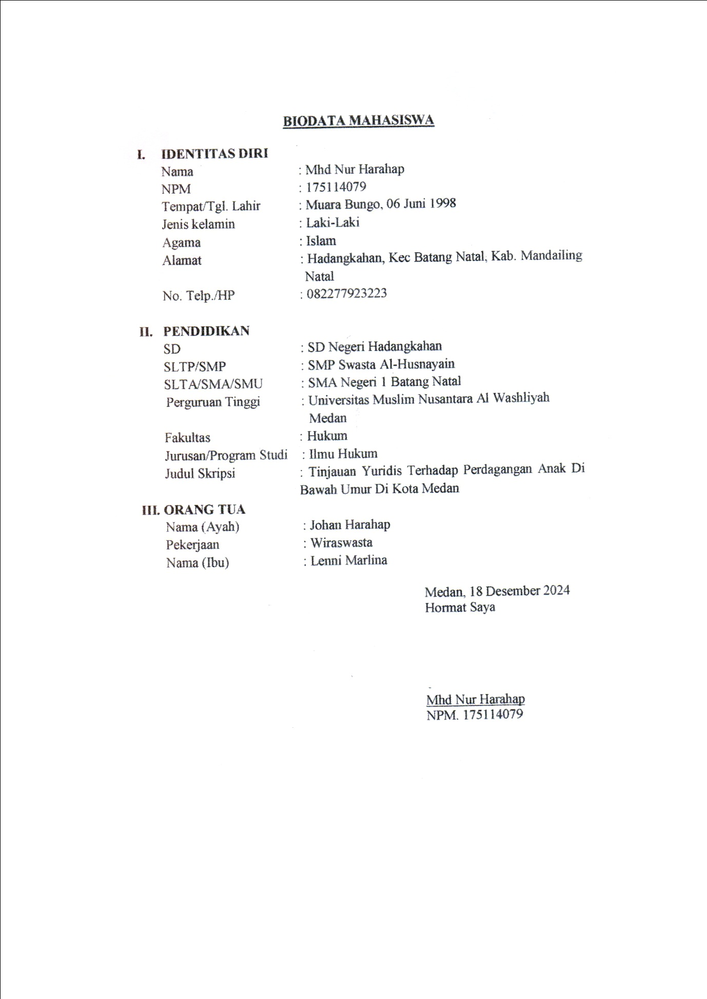 BIODATA MAHASISWA
I. IDENTITAS DIRI
Nama : Mhd Nur Harahap
NPM : 175114079
Tempat/Tgl. Lahir : Muara Bungo, 06 Juni 1998
Jenis kelamin : Laki-Laki
Agama : Islam
Alamat : Hadangkahan, Kec Batang Natal, Kab. Mandailing
Natal
No. Telp./HP : 082277923223
II. PENDIDIKAN
SD : SD Negeri Hadangkahan
SLTP/SMP : SMP Swasta Al-Husnayain
SLTA/SMA/SMU : SMA Negeri 1 Batang Natal
Perguruan Tinggi : Universitas Muslim Nusantara Al Washliyah
Medan
Fakultas : Hukum
Jurusan/Program Studi : Ilmu Hukum
Judul Skripsi : Tinjauan Yuridis Terhadap Perdagangan Anak Di
Bawah Umur Di Kota Medan
III. ORANG TUA
Nama (Ayah) : Johan Harahap
Pekerjaan : Wiraswasta
Nama (Ibu) : Lenni Marlina
Medan, 18 Desember 2024
Hormat Saya
Mhd Nur Harahap
NPM. 175114079